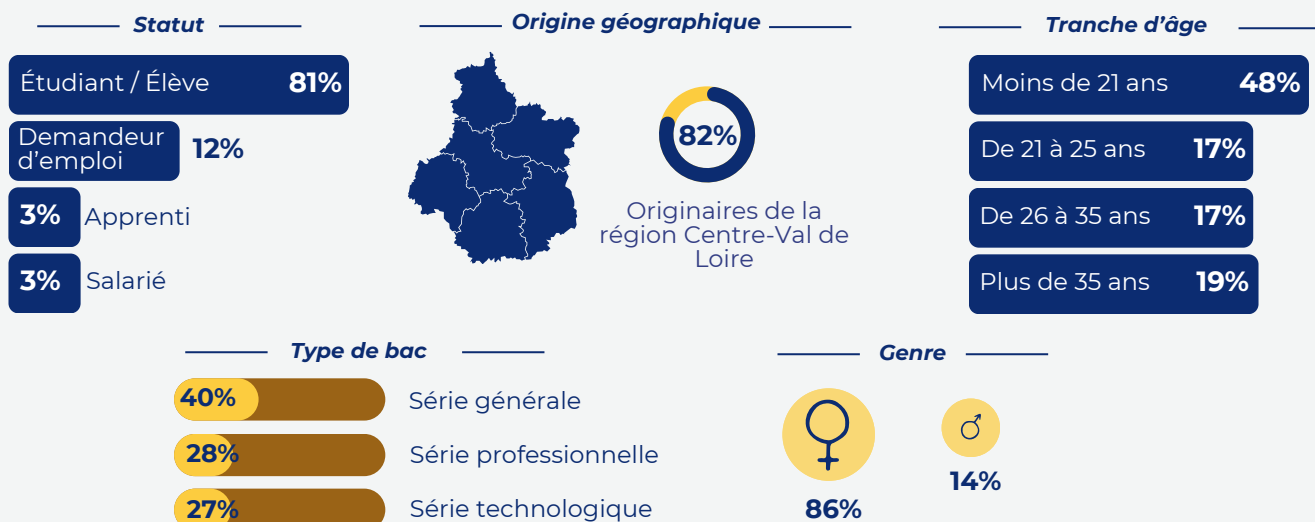 Statut
Étudiant / Élève 81%
Demandeur
d'emploi
12%
3% Apprenti
3% Salarié
Origine géographique
82%
Originaires de la
région Centre-Val de
Loire
Tranche d'âge
Moins de 21 ans 48%
De 21 à 25 ans 17%
De 26 à 35 ans 17%
Plus de 35 ans 19%
Type de bac
40% Série générale
28% Série professionnelle
27% Série technologique
Genre
86%
14%